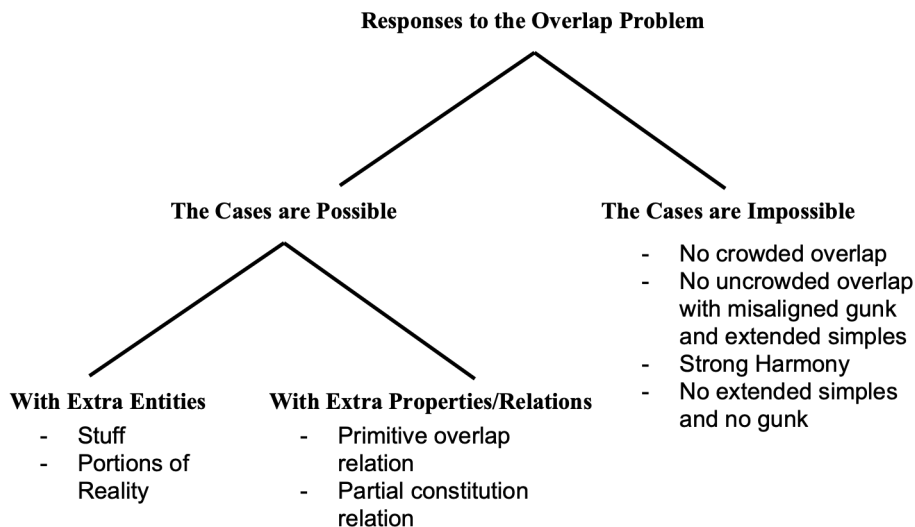 Responses to the Overlap Problem
The Cases are Possible
The Cases are Impossible
- No crowded overlap
- No uncrowded overlap
with misaligned gunk
and extended simples
- Strong Harmony
- No extended simples
and no gunk
With Extra Entities
- Stuff
- Portions of
Reality
With Extra Properties/Relations
- Primitive overlap
relation
- Partial constitution
relation